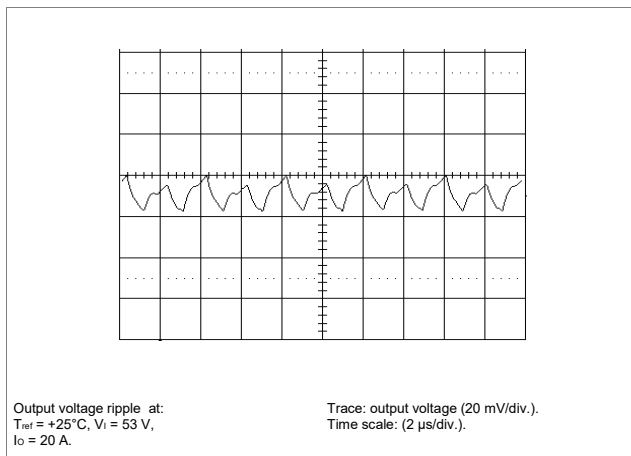 Output voltage ripple at:
Tref = +25°C, VI = 53 V,
IO = 20 A.
Trace: output voltage (20 mV/div.).
Time scale: (2 µs/div.).